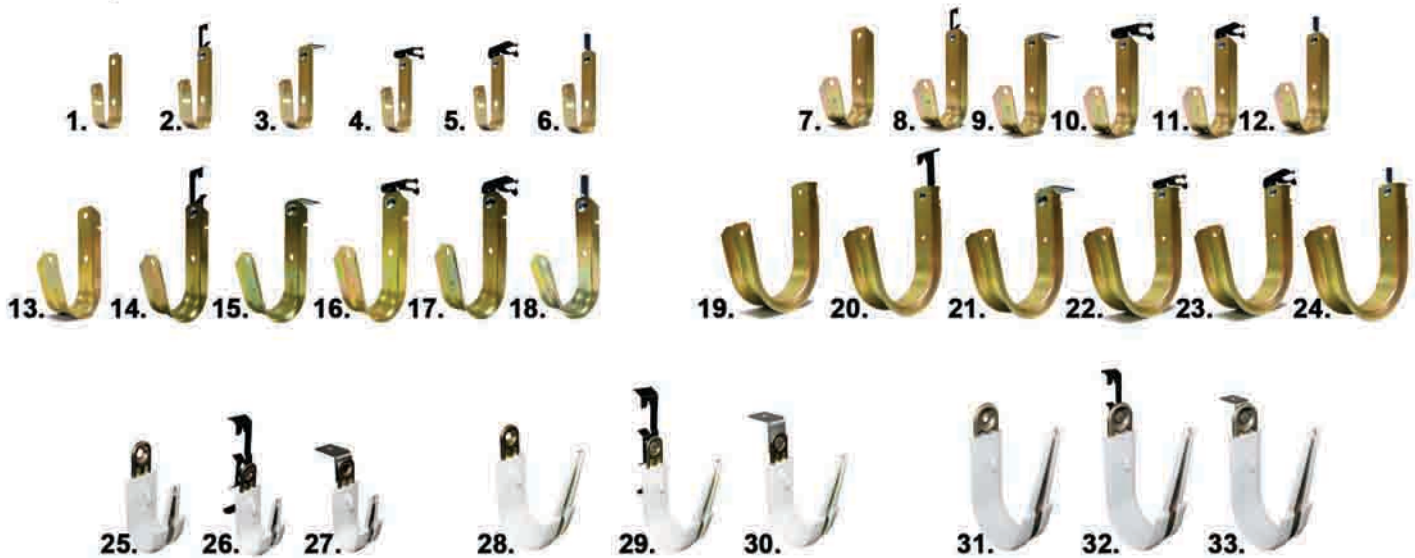 1. 2. 3. 4. 5. 6.
7. 8. 9. 10. 11. 12.
13. 14. 15. 16. 17. 18.
19. 20. 21. 22. 23. 24.
25. 26. 27. 28. 29. 30. 31. 32. 33.